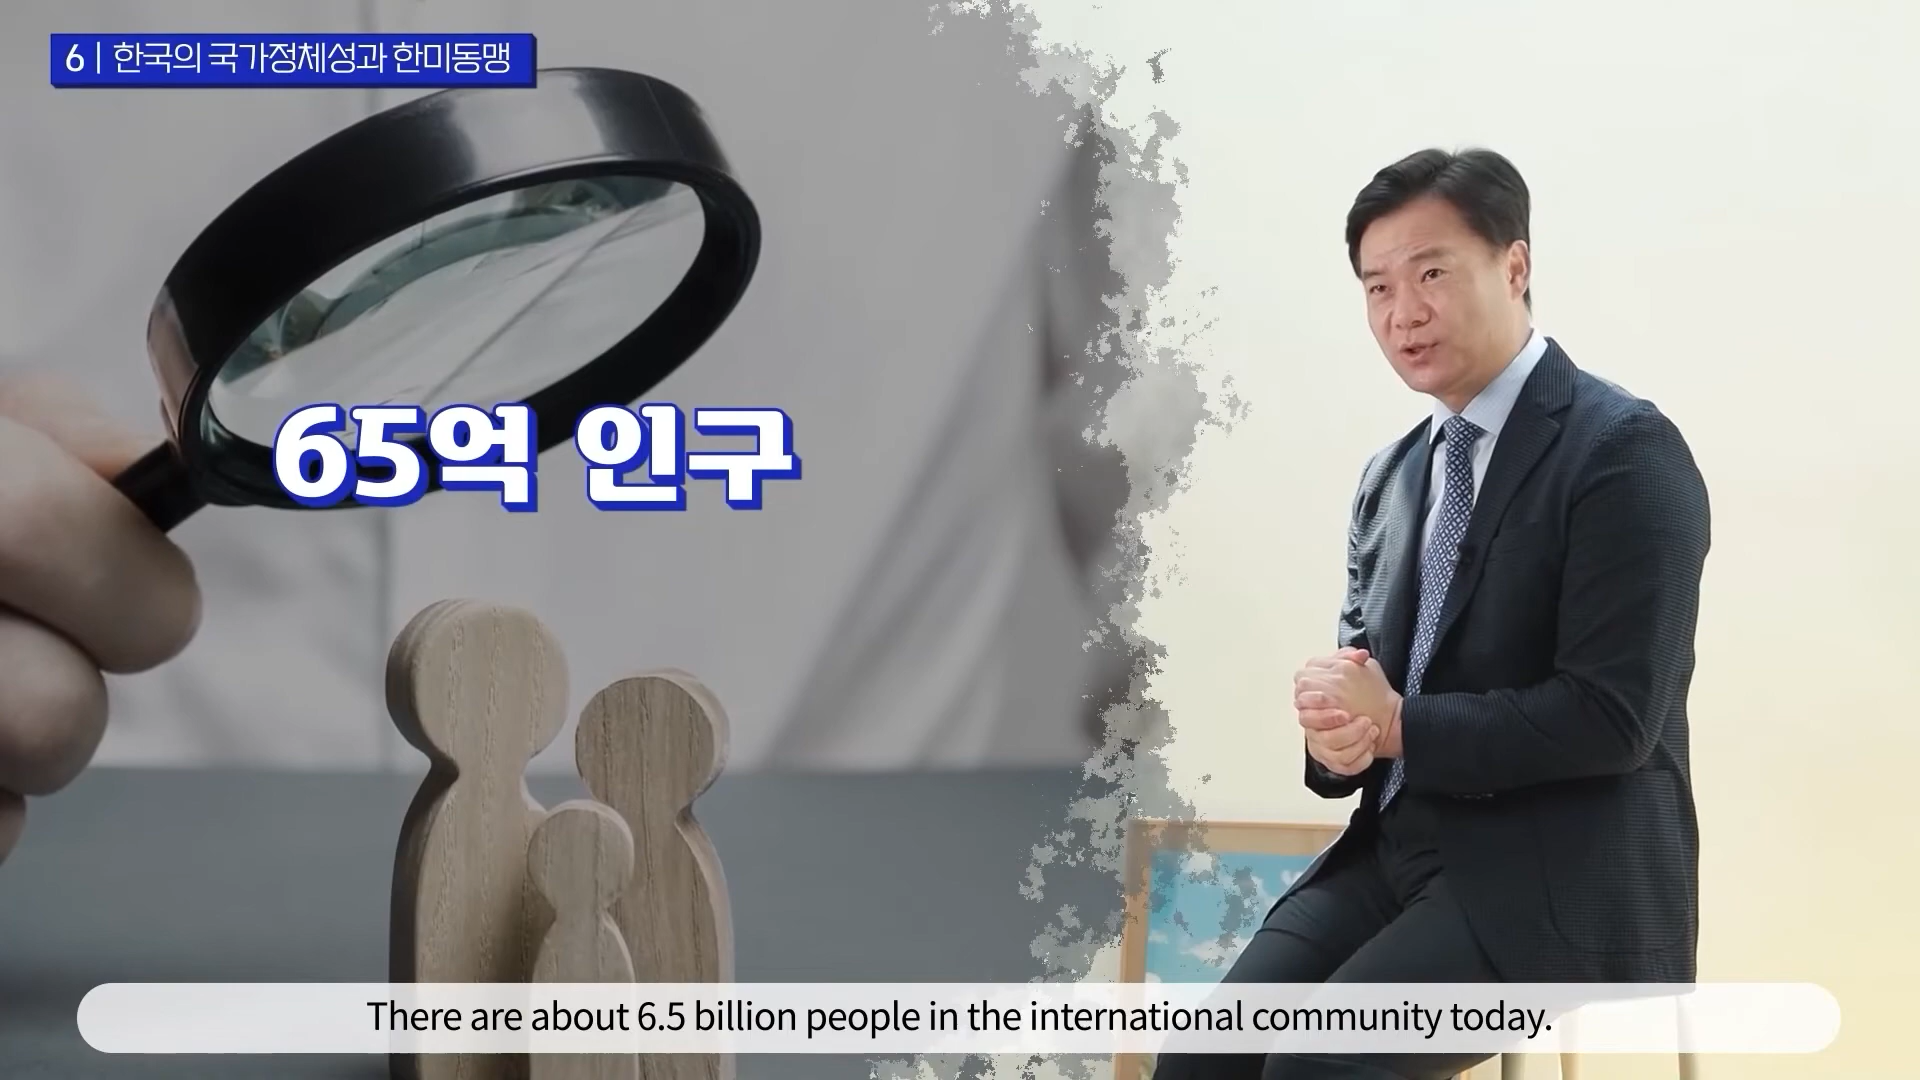 6 | 한국의 국가정체성과 한미동맹
65억 인구
There are about 6.5 billion people in the international community today.